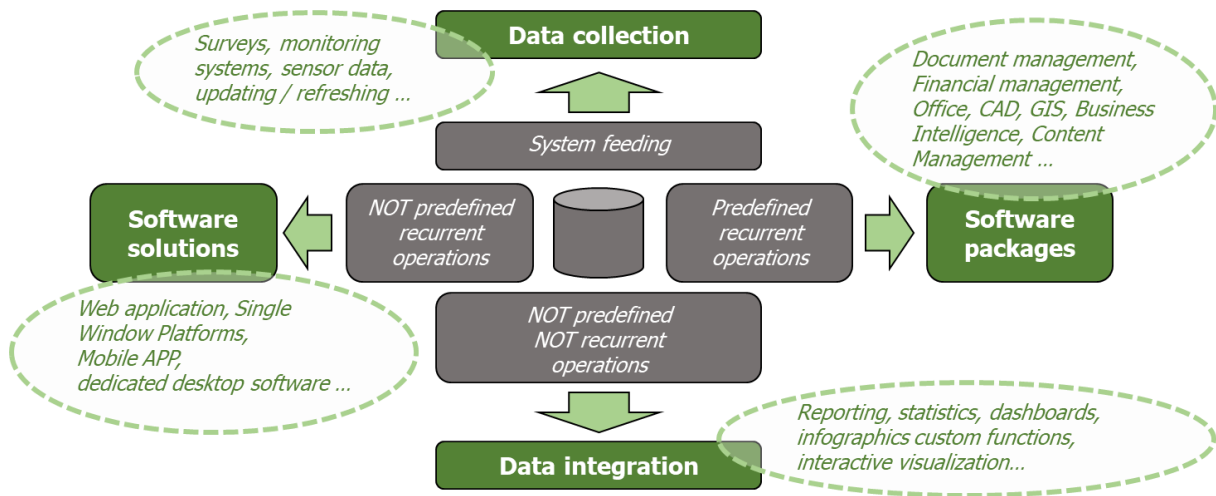 Data collection
Surveys, monitoring
systems, sensor data,
updating / refreshing ...
Document management,
Financial management,
Office, CAD, GIS, Business
Intelligence, Content
Management ...
System feeding
Software
solutions
NOT predefined
recurrent
operations
Predefined
recurrent
operations
Software
packages
Web application, Single
Window Platforms,
Mobile APP,
dedicated desktop software ...
NOT predefined
NOT recurrent
operations
Reporting, statistics, dashboards,
infographics custom functions,
interactive visualization...
Data integration